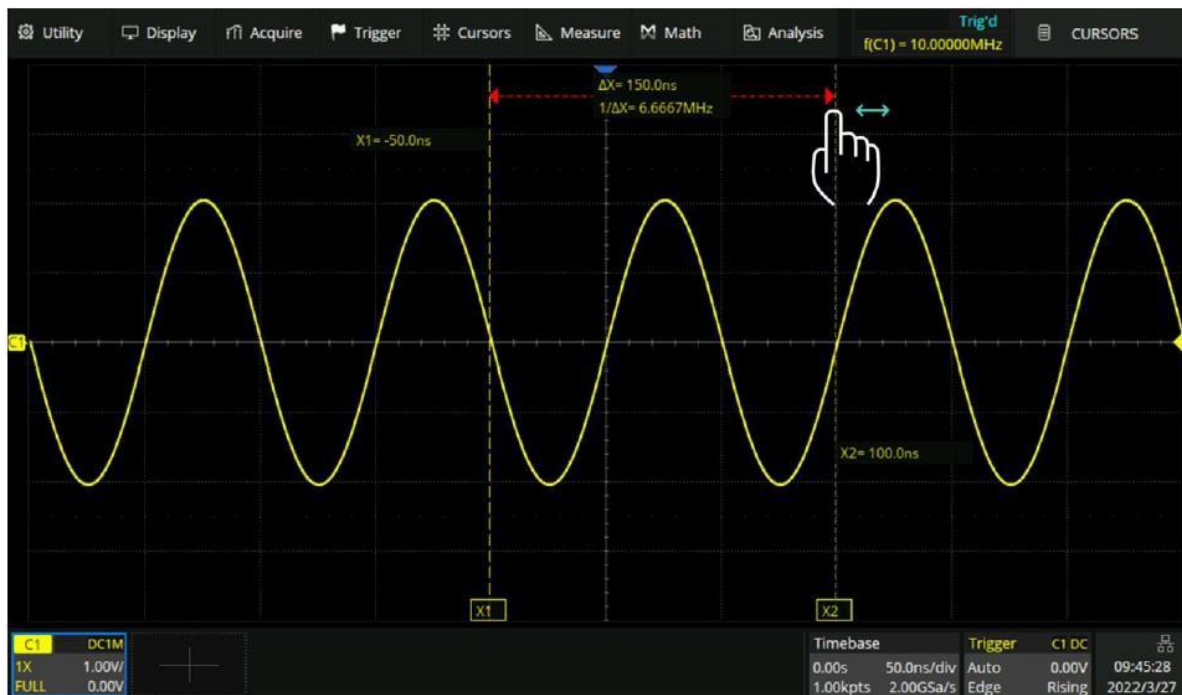 Utility Display Acquire Trigger Cursors Measure Math Analysis
Trig'd
f(C1) = 10.00000MHz
CURSORS
ΔX= 150.0ns
1/ΔX= 6.6667MHz
X1= -50.0ns
C1
X2= 100.0ns
X1
X2
C1 DC1M
1X 1.00V/
FULL 0.00V
Timebase
0.00s 50.0ns/div
1.00kpts 2.00GSa/s
Trigger C1 DC
Auto 0.00V
Edge Rising
09:45:28
2022/3/27